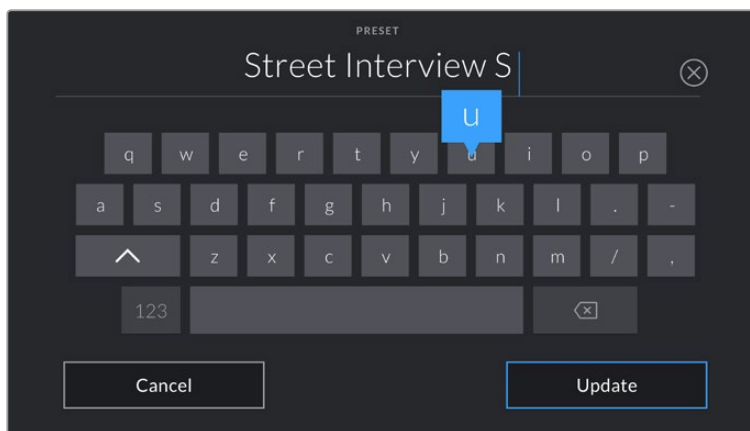 PRESET
Street Interview S
u
q w e r t y u i o p
a s d f g h j k l . -
z x c v b n m / ,
123
Cancel Update